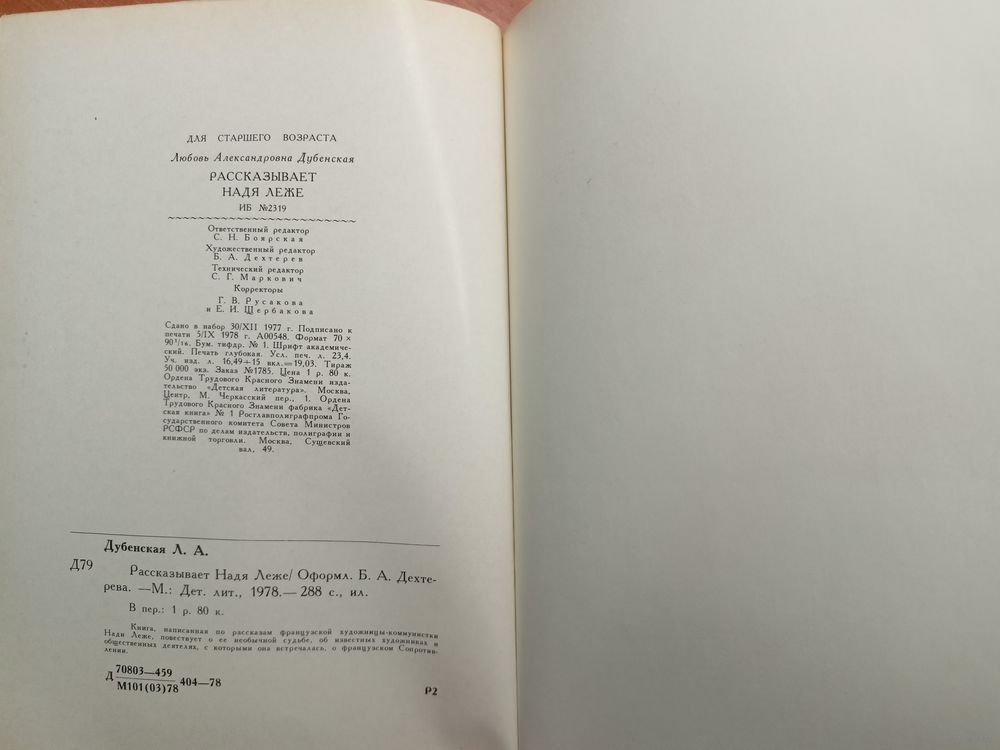 ДЛЯ СТАРШЕГО ВОЗРАСТА
Любовь Александровна Дубенская
РАССКАЗЫВАЕТ
НАДЯ ЛЕЖЕ
ИБ №2319
Ответственный редактор
С. Н. Боярская
Художественный редактор
Б. А. Дехтерев
Технический редактор
С. Г. Маркович
Корректоры
Г. В. Русакова
и Е. И. Щербакова
Сдано в набор 30/XII 1977 г. Подписано к
печати 5/IX 1978 г. А00548. Формат 70 ×
90 1/16. Бум. тифдр. № 1. Шрифт академиче-
ский. Печать глубокая. Усл. печ. л. 23,4.
Уч. изд. л. 16,49+15 вкл.=19,03. Тираж
50 000 экз. Заказ №1785. Цена 1 р. 80 к.
Ордена Трудового Красного Знамени изда-
тельство «Детская литература». Москва,
Центр, М. Черкасский пер., 1. Ордена
Трудового Красного Знамени фабрика «Дет-
ская книга» № 1 Росглавполиграфпрома Го-
сударственного комитета Совета Министров
РСФСР по делам издательств, полиграфии и
книжной торговли. Москва, Сущевский
вал, 49.
Дубенская Л. А.
Д79
Рассказывает Надя Леже/ Оформл. Б. А. Дехте-
рева. —М.: Дет. лит., 1978.— 288 с., ил.
В пер.: 1 р. 80 к.
Книга, написанная по рассказам французской художницы-коммунистки
Нади Леже, повествует о ее необычной судьбе, об известных художниках и
общественных деятелях, с которыми она встречалась, о французском Сопротив-
лении.
Д 70803—459
М101(03)78 404—78
Р2